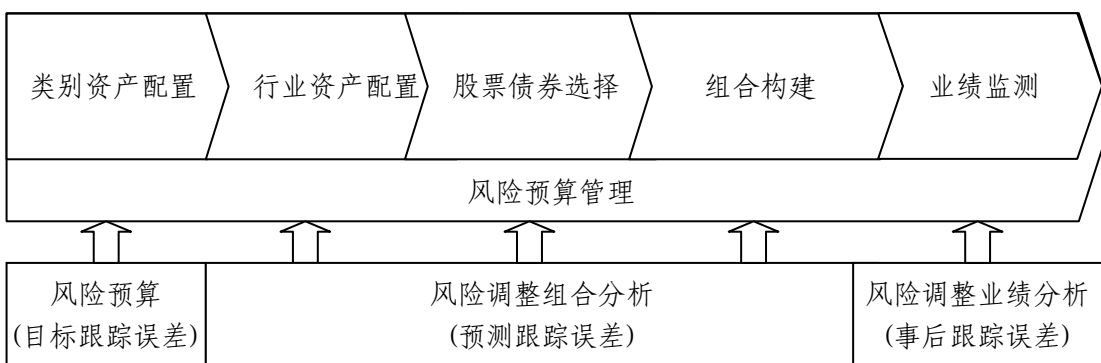 类别资产配置
行业资产配置
股票债券选择
组合构建
业绩监测
风险预算管理
风险预算
(目标跟踪误差)
风险调整组合分析
(预测跟踪误差)
风险调整业绩分析
(事后跟踪误差)